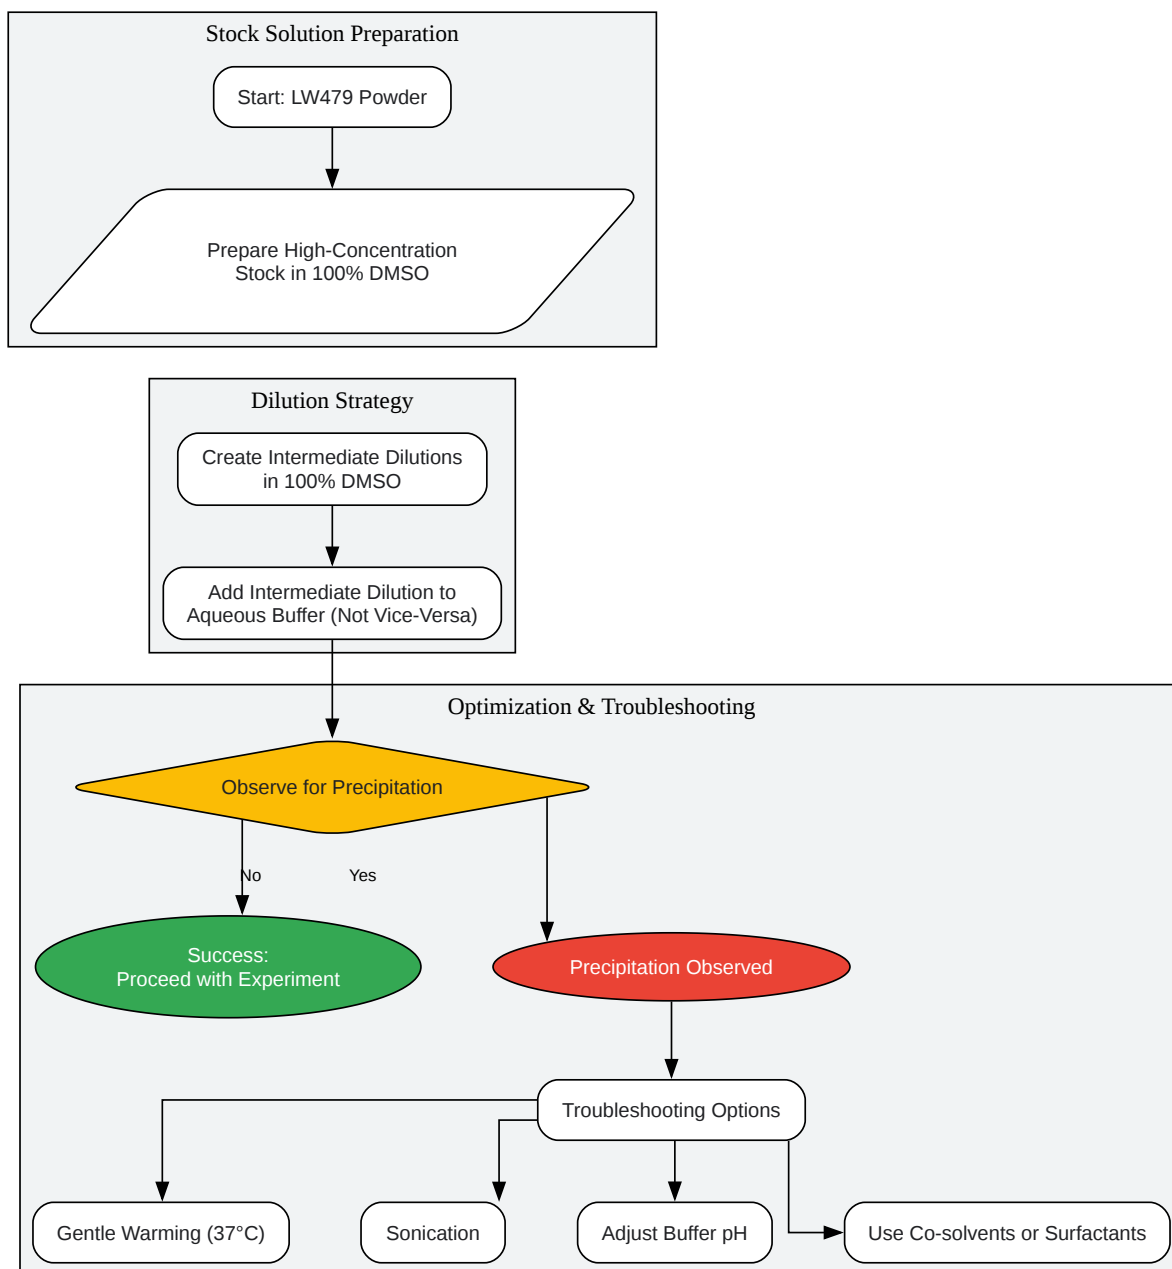 Stock Solution Preparation
Start: LW479 Powder
Prepare High-Concentration
Stock in 100% DMSO
Dilution Strategy
Create Intermediate Dilutions
in 100% DMSO
Add Intermediate Dilution to
Aqueous Buffer (Not Vice-Versa)
Optimization & Troubleshooting
Observe for Precipitation
No
Yes
Success:
Proceed with Experiment
Precipitation Observed
Troubleshooting Options
Gentle Warming (37°C)
Sonication
Adjust Buffer pH
Use Co-solvents or Surfactants